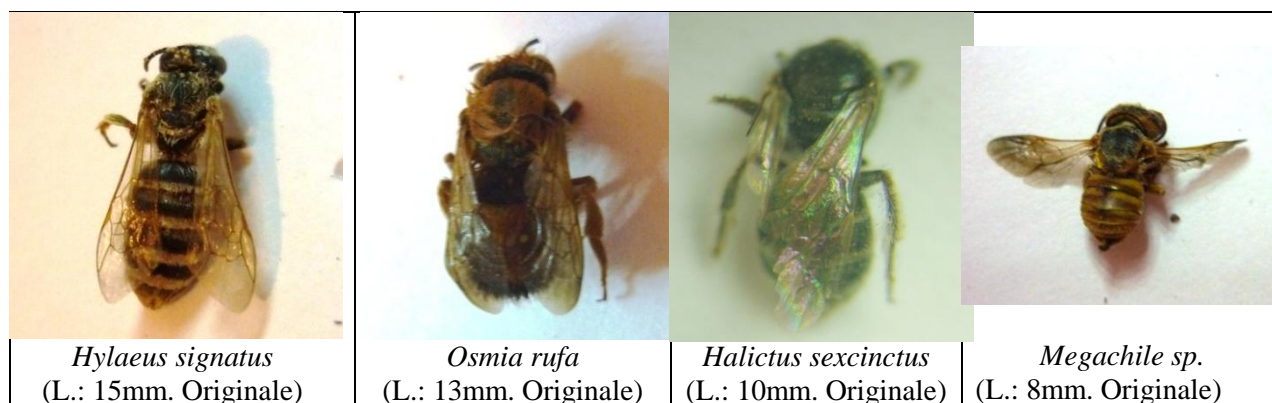 Hylaeus signatus
(L.: 15mm. Originale)
Osmia rufa
(L.: 13mm. Originale)
Halictus sexcinctus
(L.: 10mm. Originale)
Megachile sp.
(L.: 8mm. Originale)